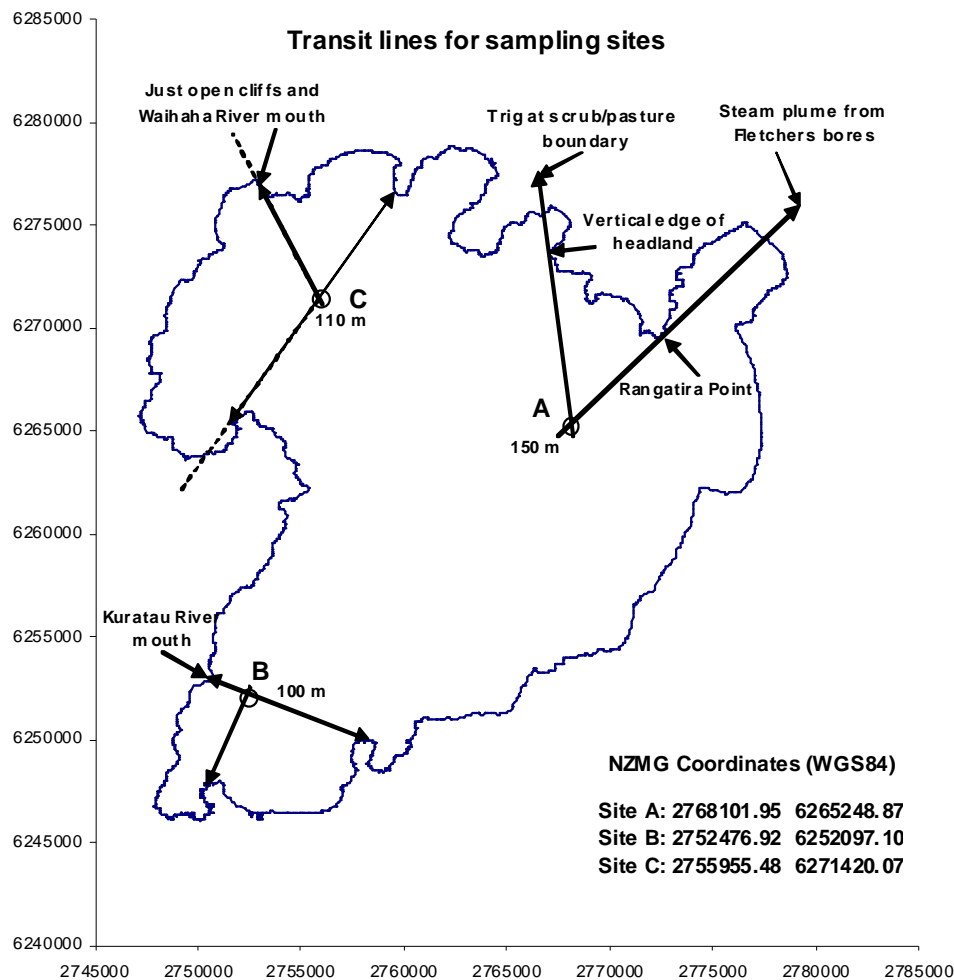 Transit lines for sampling sites
6285000
6280000
6275000
6270000
6265000
6260000
6255000
6250000
6245000
6240000
Just open cliffs and
Waihaha River mouth
Trig at scrub/pasture
boundary
Steam plume from
Fletchers bores
Vertical edge of
headland
C
110 m
Rangatira Point
A
150 m
Kuratau River
mouth
B
100 m
NZMG Coordinates (WGS84)
Site A: 2768101.95 6265248.87
Site B: 2752476.92 6252097.10
Site C: 2755955.48 6271420.07
2745000 2750000 2755000 2760000 2765000 2770000 2775000 2780000 2785000